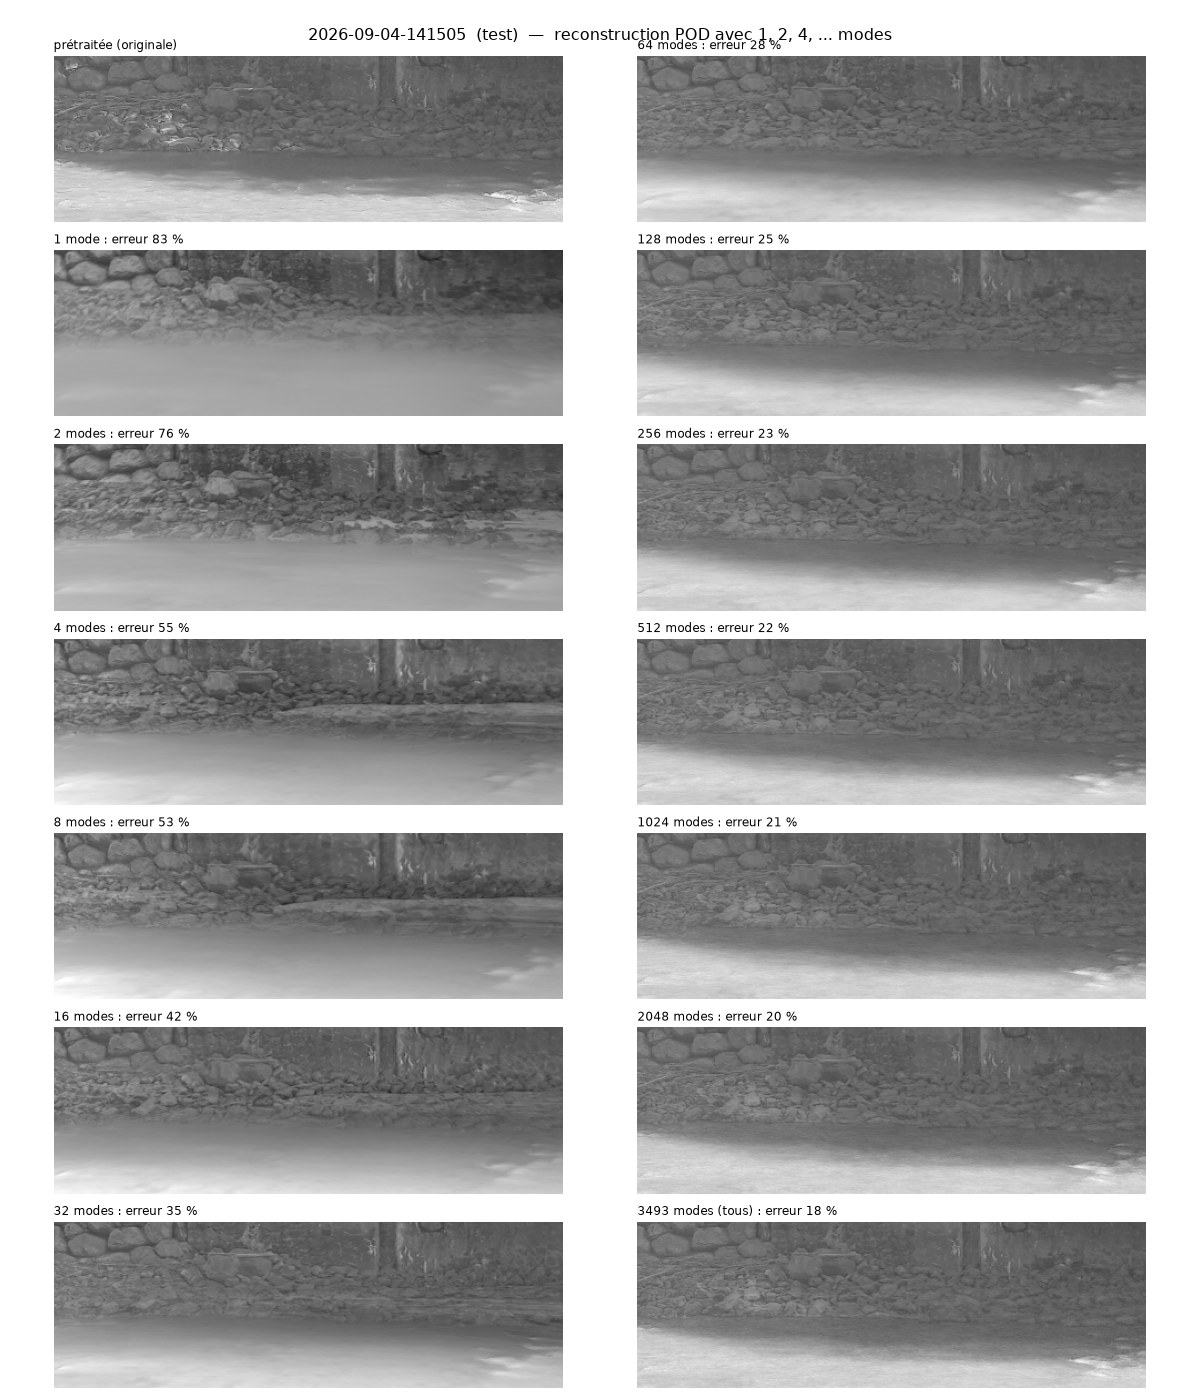 2026-09-04-141505  (test)  —  reconstruction POD avec 1, 2, 4, ... modes
prétraitée (originale)
1 mode : erreur 83 %
2 modes : erreur 76 %
4 modes : erreur 55 %
8 modes : erreur 53 %
16 modes : erreur 42 %
32 modes : erreur 35 %
64 modes : erreur 28 %
128 modes : erreur 25 %
256 modes : erreur 23 %
512 modes : erreur 22 %
1024 modes : erreur 21 %
2048 modes : erreur 20 %
3493 modes (tous) : erreur 18 %